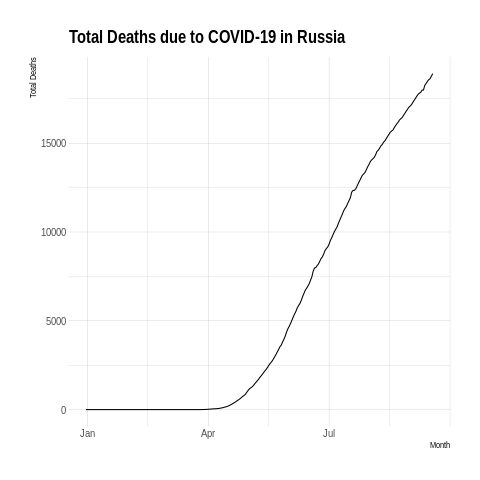 Total Deaths due to COVID-19 in Russia
Total Deaths
15000
10000
5000
0
Jan Apr Jul
Month